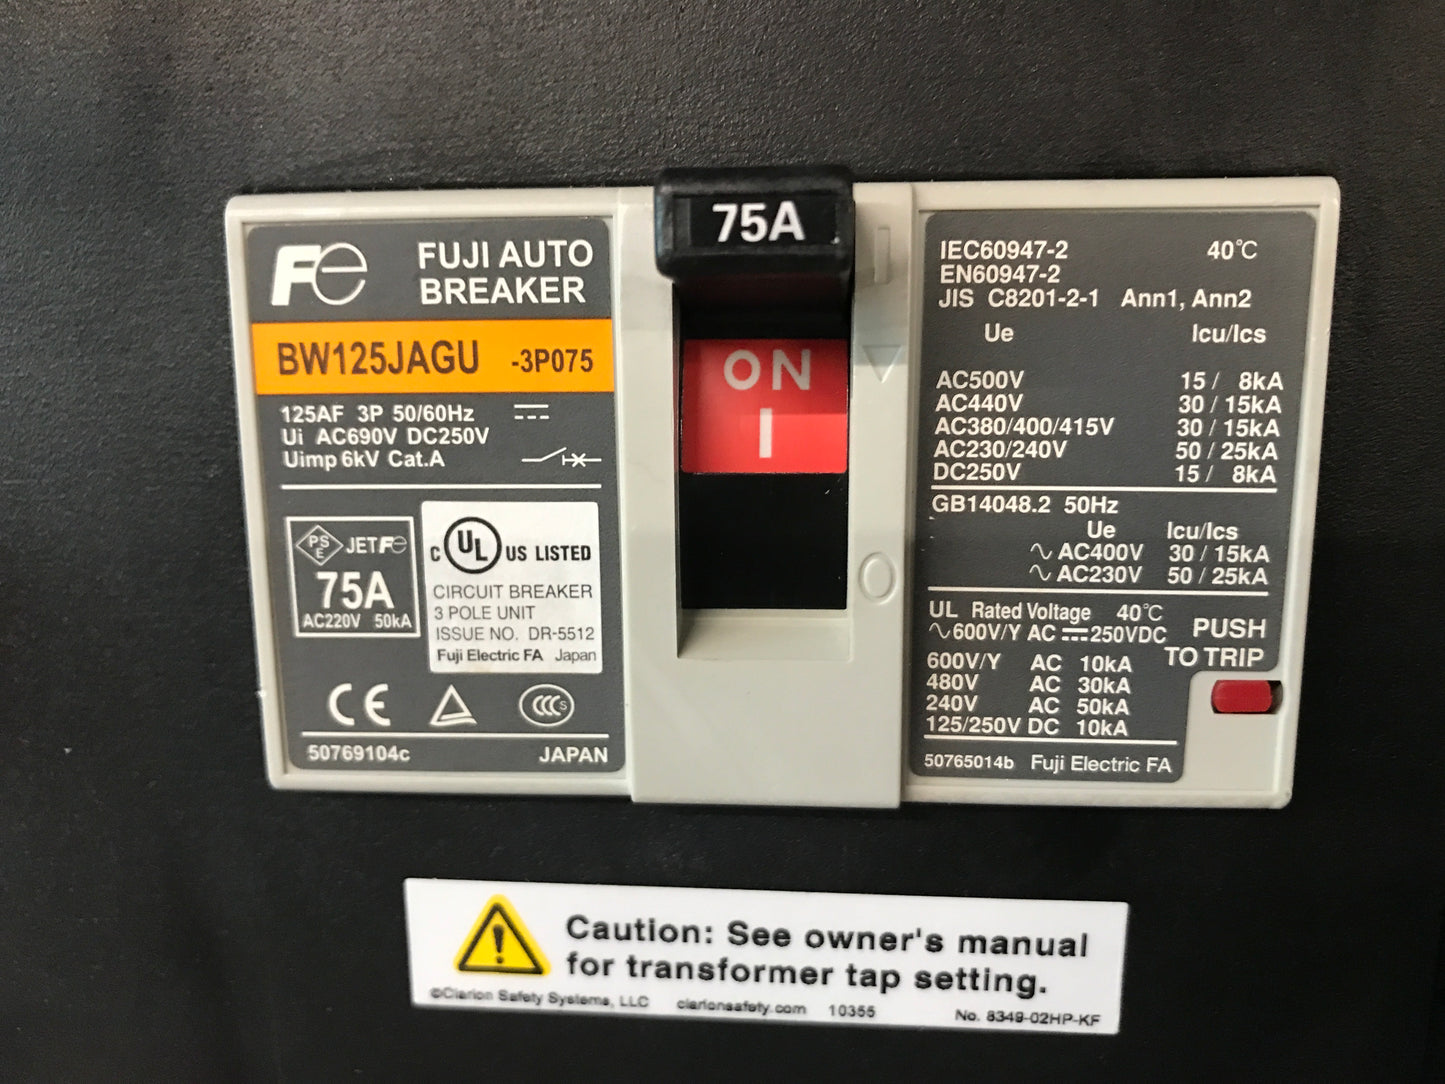 Fe FUJI AUTO
BREAKER
BW125JAGU -3P075
125AF 3P 50/60Hz
Ui AC690V DC250V
Uimp 6kV Cat.A
PS
E
JETFe
75A
AC220V 50kA
C UL US LISTED
CIRCUIT BREAKER
3 POLE UNIT
ISSUE NO. DR-5512
Fuji Electric FA Japan
CE CCC S
50769104c JAPAN
75A
ON
I
IEC60947-2 40℃
EN60947-2
JIS C8201-2-1 Ann1, Ann2
Ue Icu/Ics
AC500V 15 / 8kA
AC440V 30 / 15kA
AC380/400/415V 30 / 15kA
AC230/240V 50 / 25kA
DC250V 15 / 8kA
GB14048.2 50Hz
Ue Icu/Ics
∿ AC400V 30 / 15kA
∿ AC230V 50 / 25kA
UL Rated Voltage 40℃
∿600V/Y AC ⎓250VDC
600V/Y AC 10kA
480V AC 30kA
240V AC 50kA
125/250V DC 10kA
PUSH
TO TRIP
50765014b Fuji Electric FA
Caution: See owner's manual
for transformer tap setting.
©Clarion Safety Systems, LLC clarionsafety.com 10355 No. 8349-02HP-KF